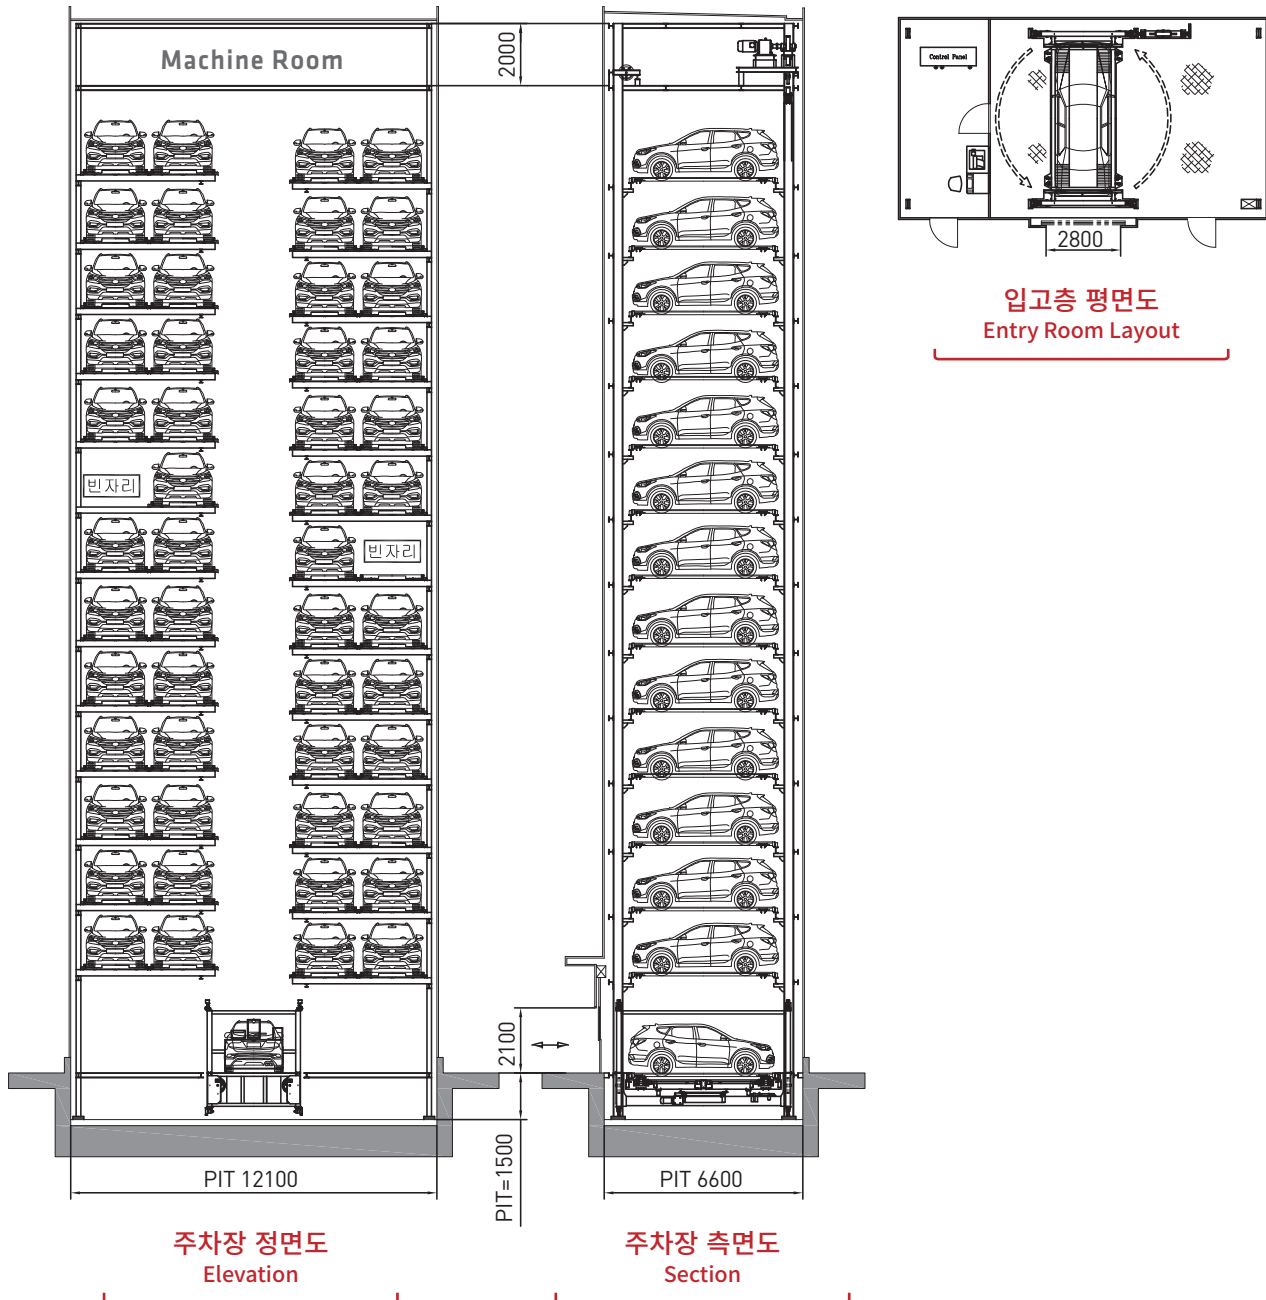 Machine Room
2000
Control Panel
2800
입고층 평면도
Entry Room Layout
빈자리
빈자리
2100
PIT=1500
PIT 12100
PIT 6600
주차장 정면도
Elevation
주차장 측면도
Section